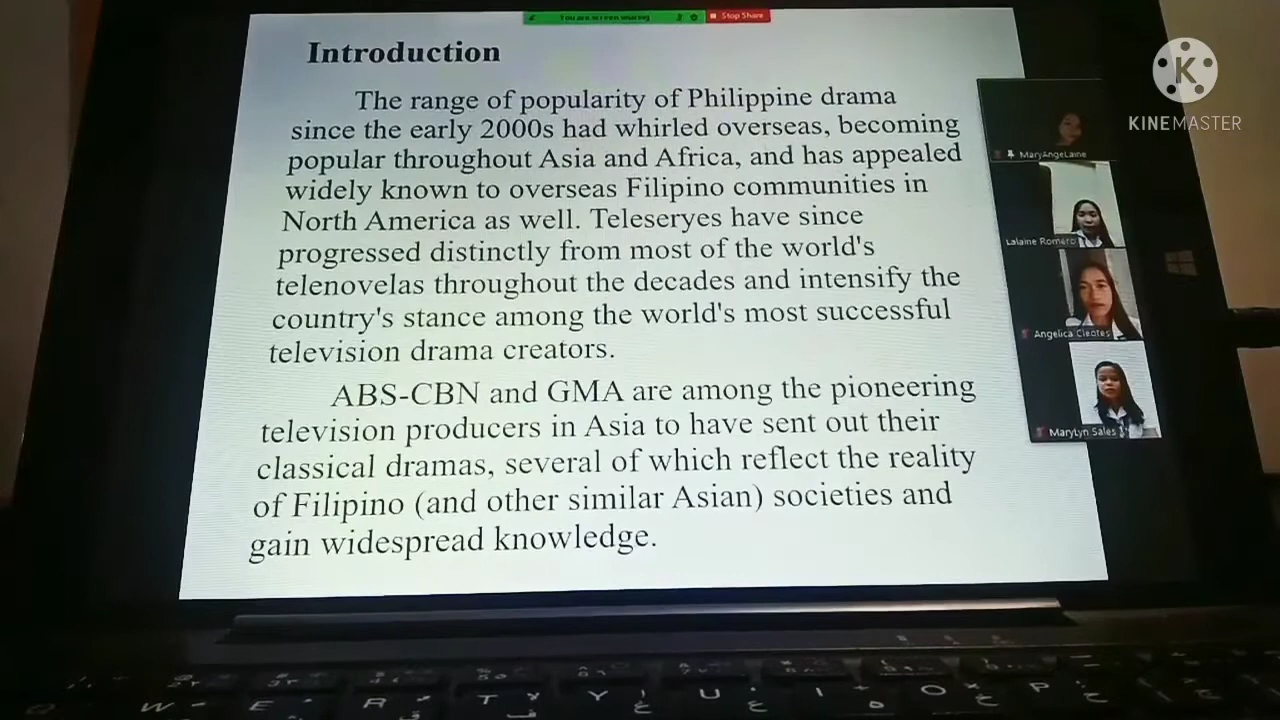 You are screen sharing
Stop Share
Introduction
The range of popularity of Philippine drama
since the early 2000s had whirled overseas, becoming
popular throughout Asia and Africa, and has appealed
widely known to overseas Filipino communities in
North America as well. Teleseryes have since
progressed distinctly from most of the world's
telenovelas throughout the decades and intensify the
country's stance among the world's most successful
television drama creators.
ABS-CBN and GMA are among the pioneering
television producers in Asia to have sent out their
classical dramas, several of which reflect the reality
of Filipino (and other similar Asian) societies and
gain widespread knowledge.
K
KINEMASTER
MaryAngeLaine
Lalaine Romero
Angelica Cleotes
MaryLyn Sales
W E R T Y U I O P